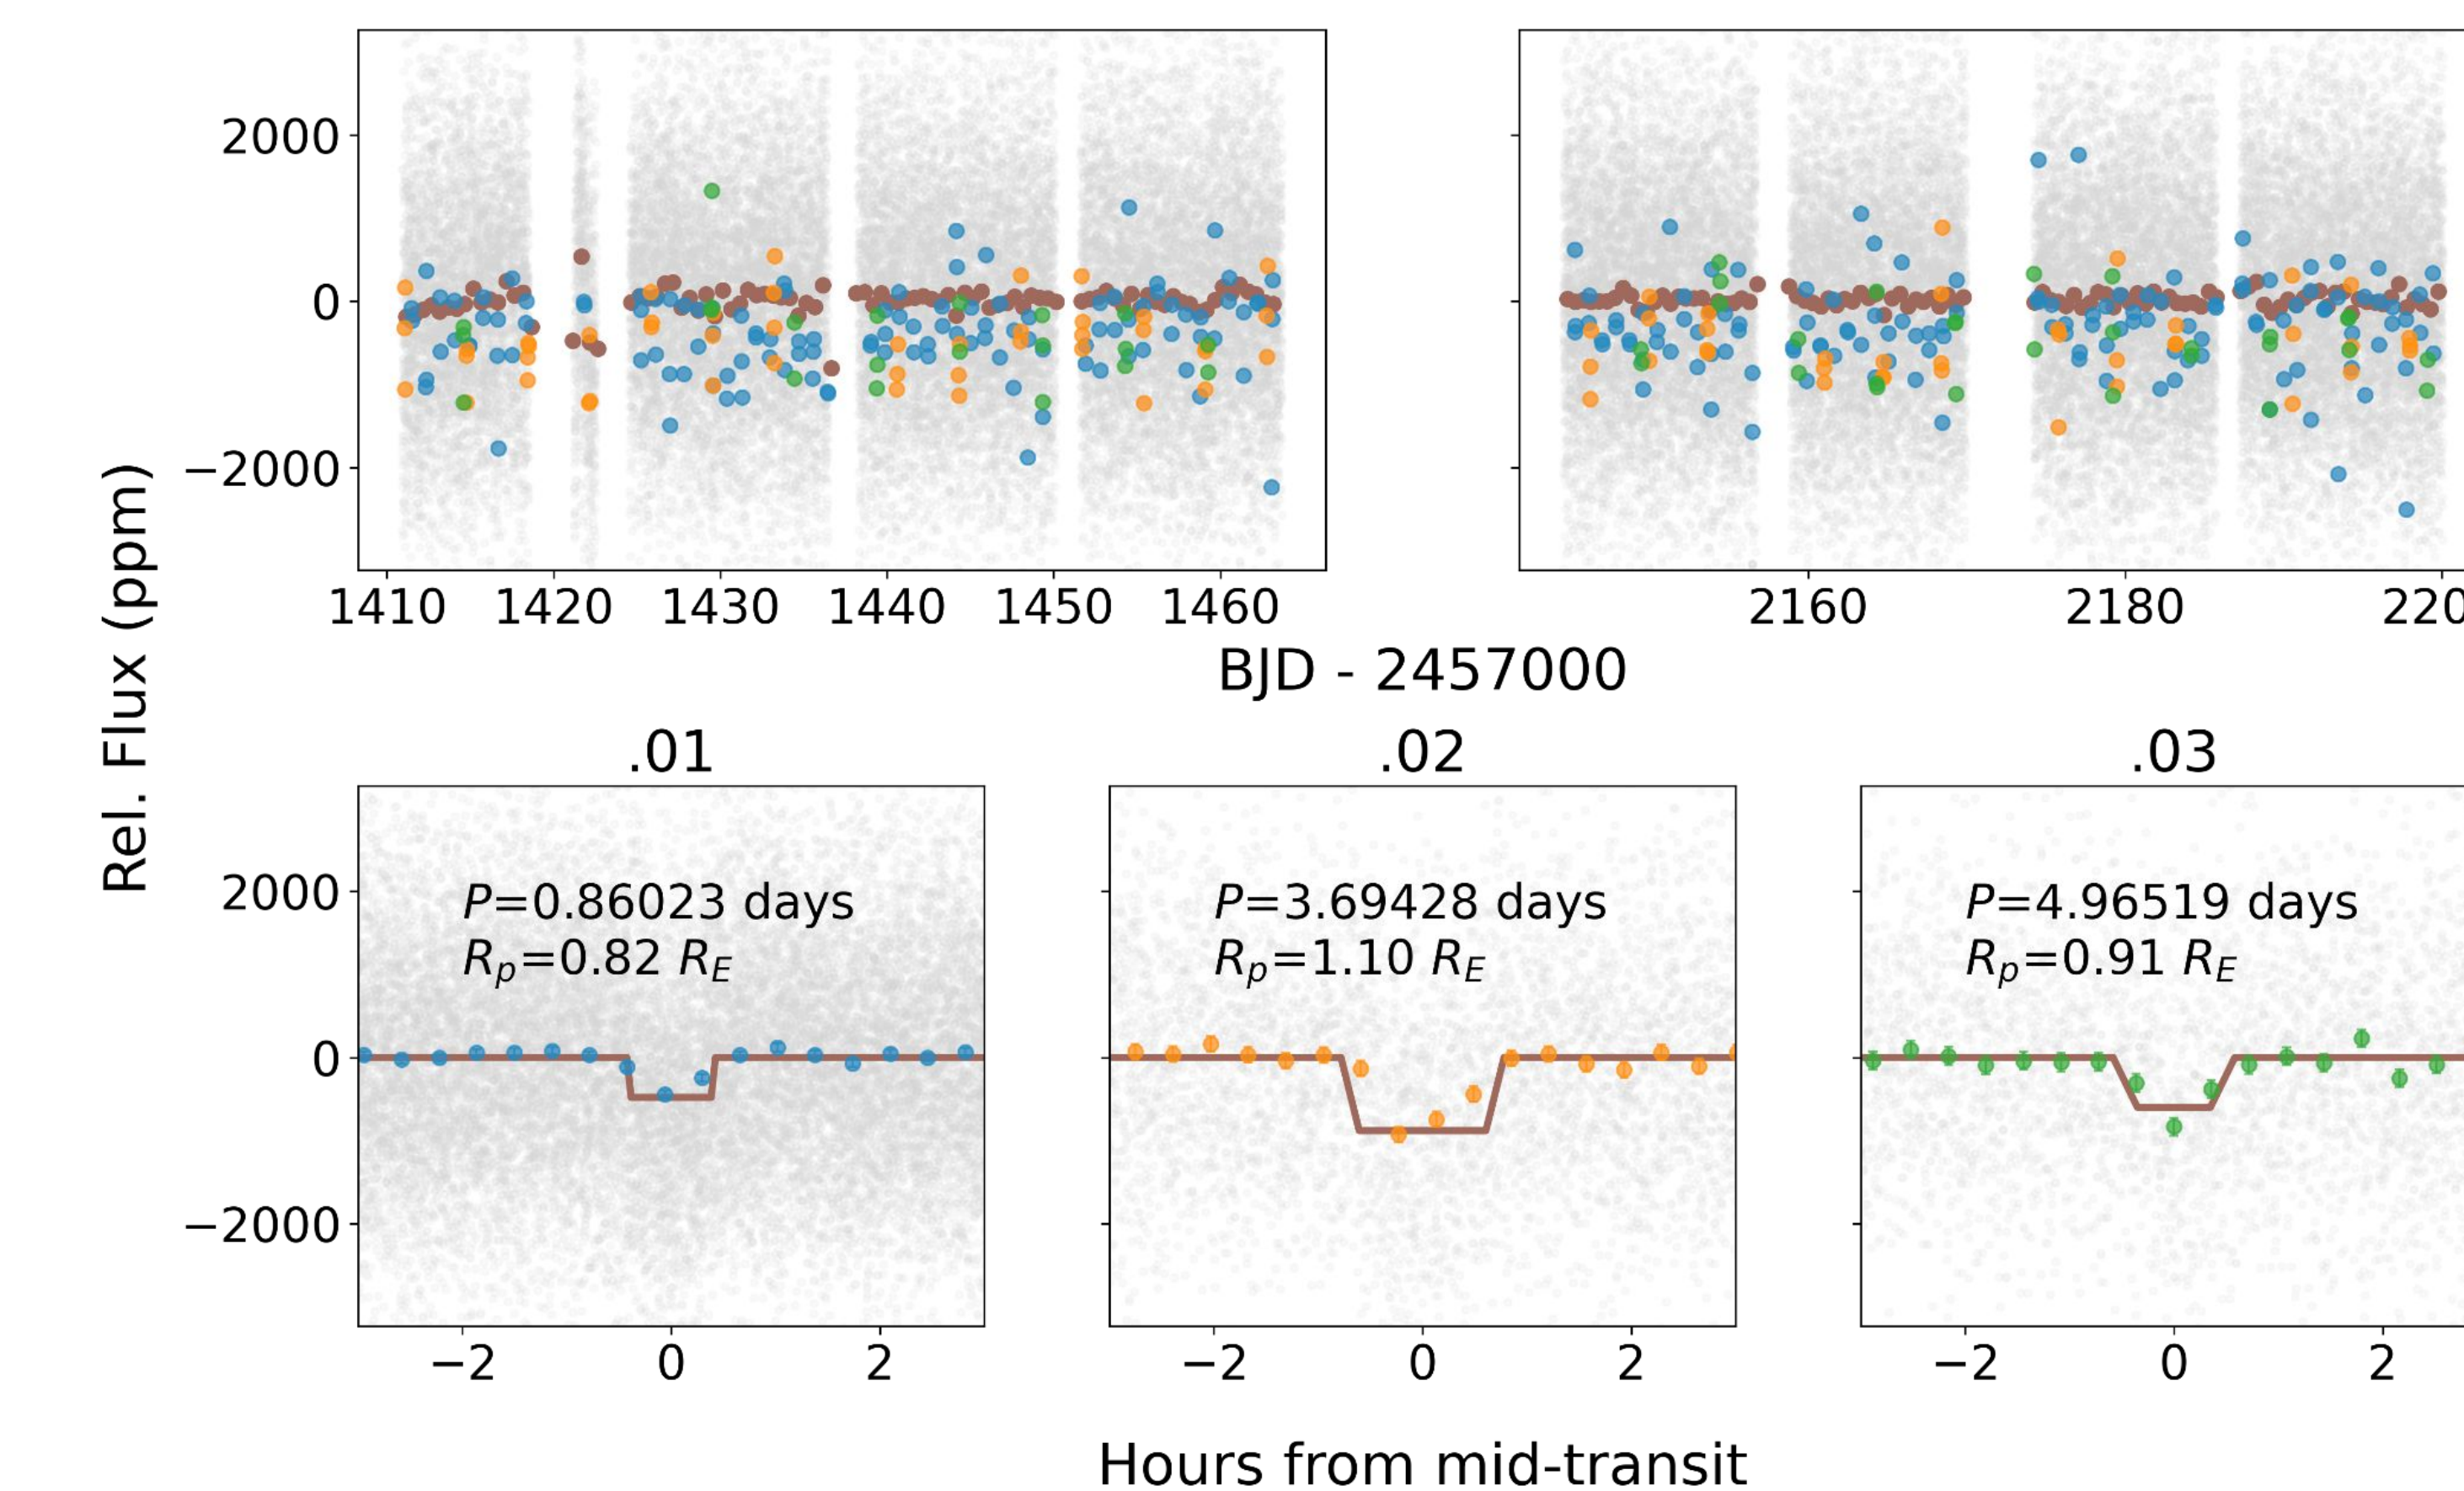 2000
0
−2000
1410 1420 1430 1440 1450 1460
2160 2180 220
BJD - 2457000
Rel. Flux (ppm)
.01
.02
.03
2000
0
−2000
P=0.86023 days
Rp=0.82 RE
P=3.69428 days
Rp=1.10 RE
P=4.96519 days
Rp=0.91 RE
−2 0 2
−2 0 2
−2 0 2
Hours from mid-transit